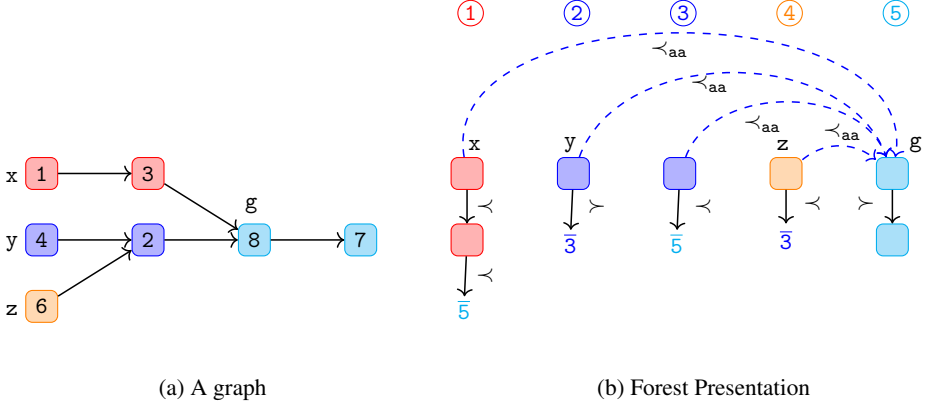 ① ② ③ ④ ⑤
≺aa
≺aa
≺aa
≺aa
x y z g
x 1 3
≺ ≻ ≺ ≺ ≻
g
y 4 2 8 7
3̅ 5̅ 3̅
≺
z 6
5̅
(a) A graph
(b) Forest Presentation